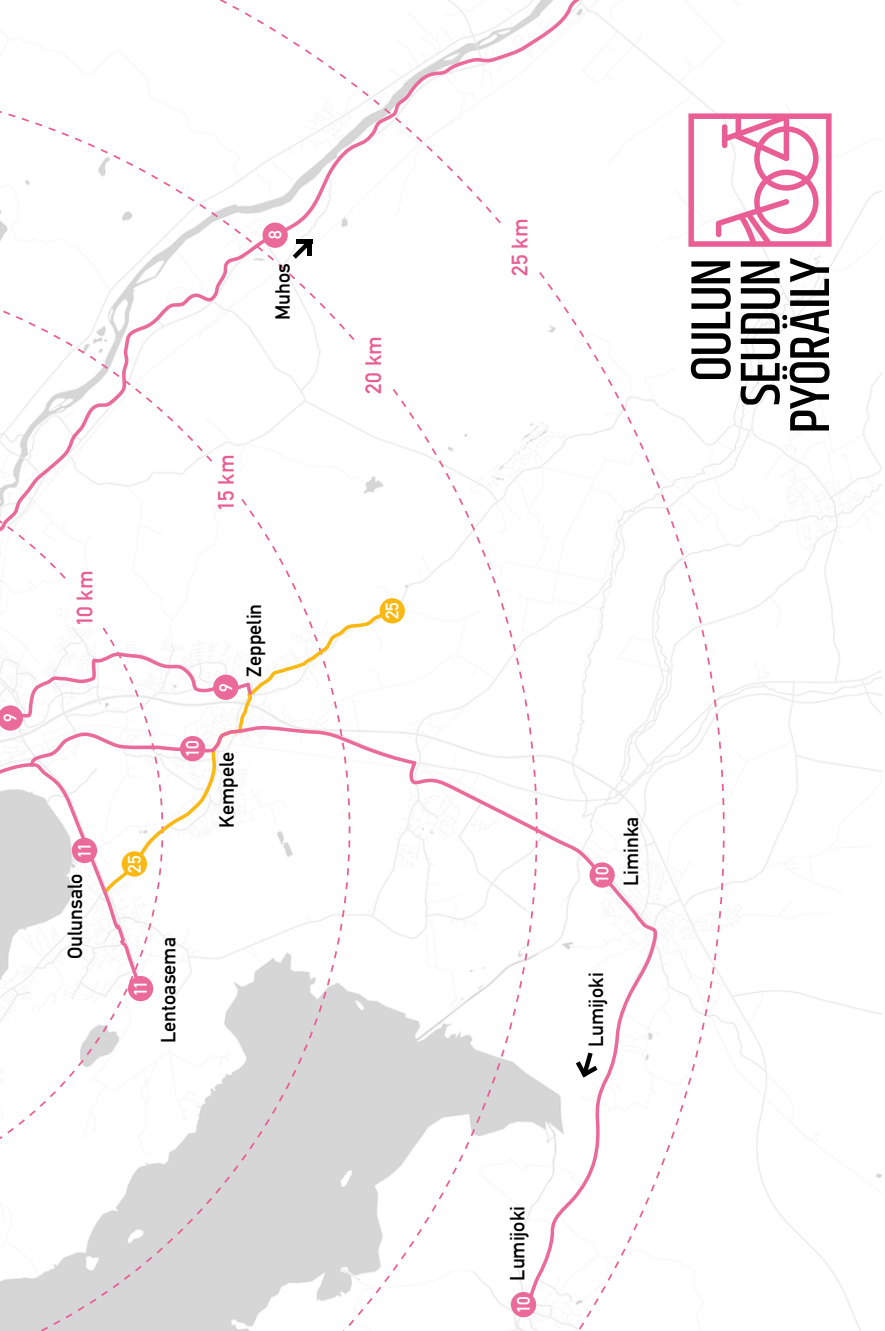 9
Oulunsalo
11
10 km
25
11
Lentoasema
10
9
15 km
Kempele
Zeppelin
8
Muhos
20 km
25
Lumijoki
25 km
10
Lumijoki
10
Liminka
OULUN
SEUDUN
PYÖRÄILY